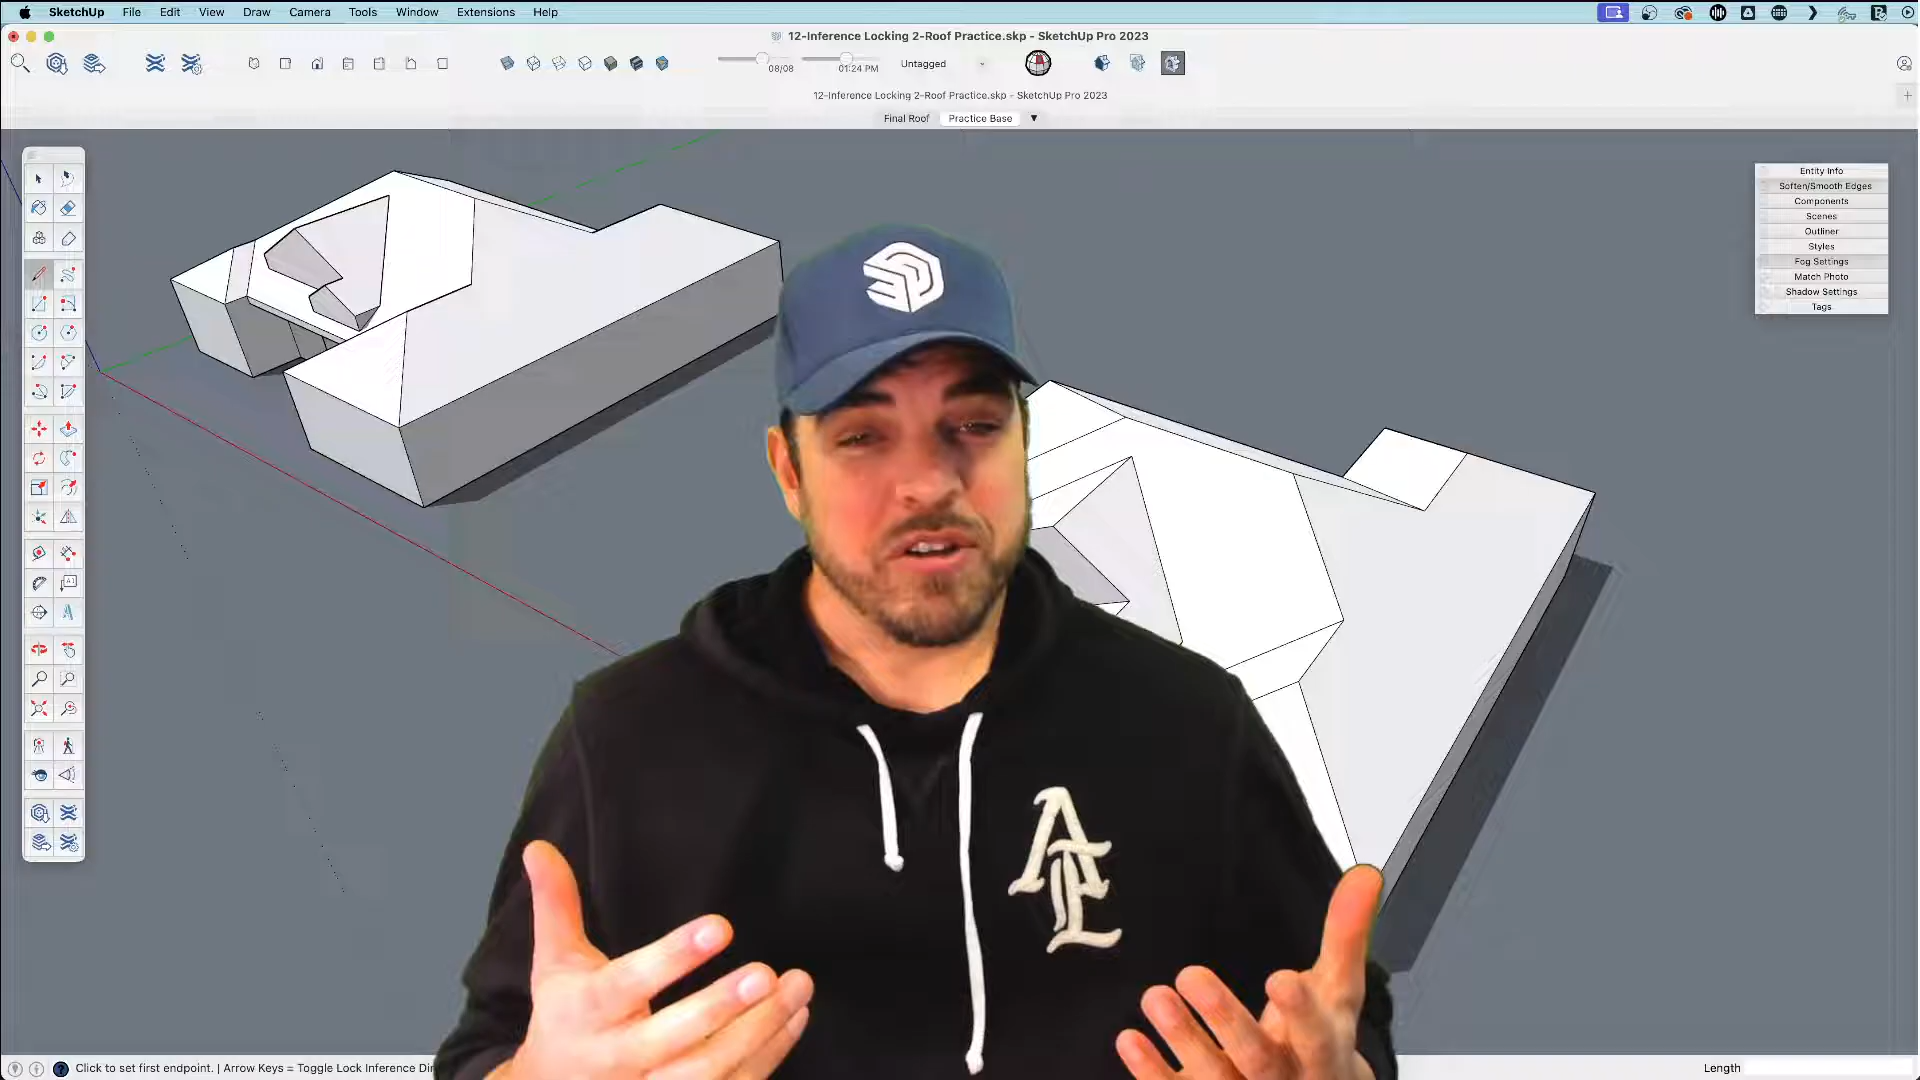 SketchUp File Edit View Draw Camera Tools Window Extensions Help
12-Inference Locking 2-Roof Practice.skp - SketchUp Pro 2023
08/08 01:24 PM Untagged
12-Inference Locking 2-Roof Practice.skp - SketchUp Pro 2023
Final Roof Practice Base
Entity Info
Soften/Smooth Edges
Components
Scenes
Outliner
Styles
Fog Settings
Match Photo
Shadow Settings
Tags
A1
A
AL
Click to set first endpoint. | Arrow Keys = Toggle Lock Inference Dir
Length